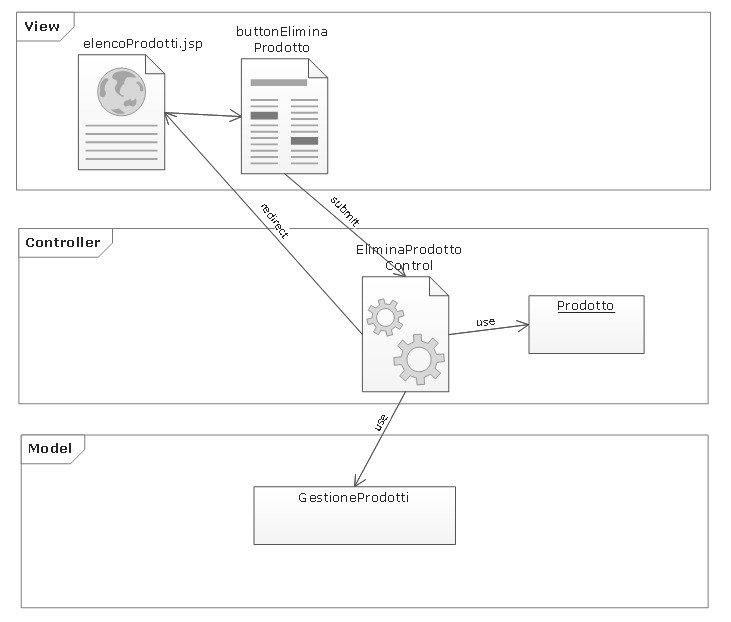 View
elencoProdotti.jsp
buttonElimina
Prodotto
submit
redirect
Controller
EliminaProdotto
Control
use
Prodotto
use
Model
GestioneProdotti